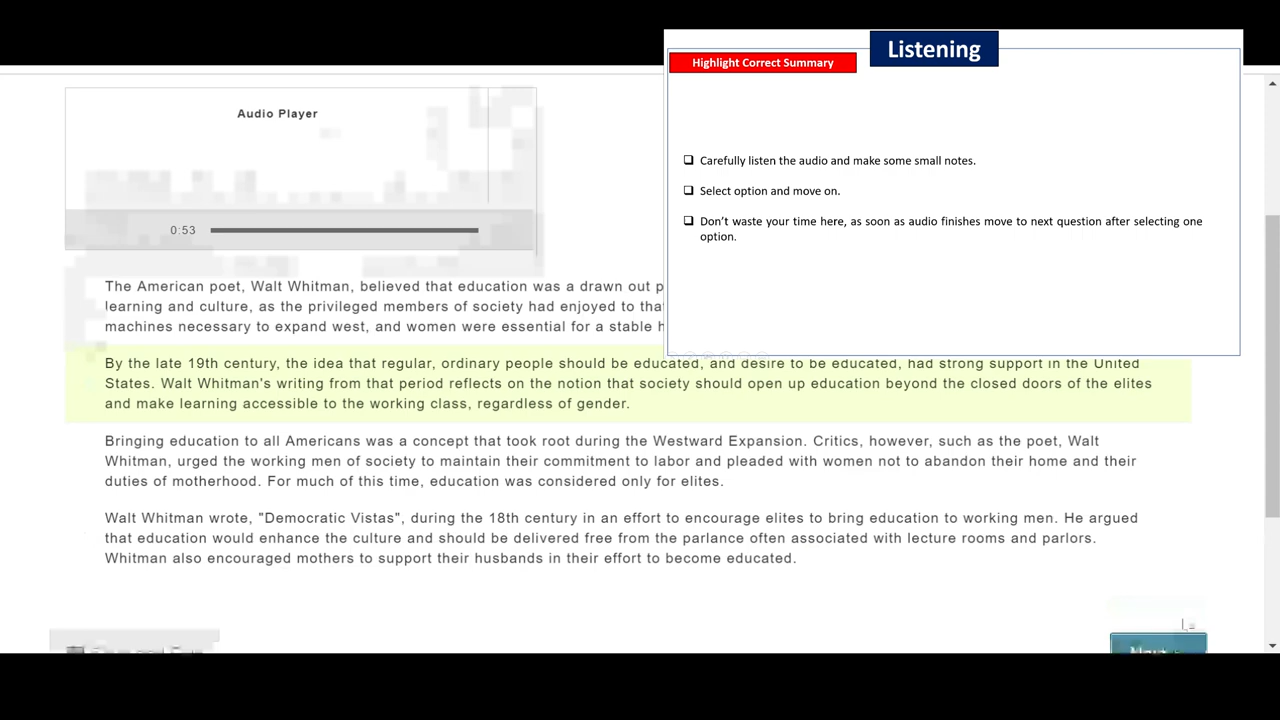 Listening
Highlight Correct Summary
Audio Player
Carefully listen the audio and make some small notes.
Select option and move on.
Don't waste your time here, as soon as audio finishes move to next question after selecting one
option.
0:53
The American poet, Walt Whitman, believed that education was a drawn out
learning and culture, as the privileged members of society had enjoyed to
machines necessary to expand west, and women were essential for a stable
By the late 19th century, the idea that regular, ordinary people should be educated, and desire to be educated, had strong support in the United
States. Walt Whitman's writing from that period reflects on the notion that society should open up education beyond the closed doors of the elites
and make learning accessible to the working class, regardless of gender.
Bringing education to all Americans was a concept that took root during the Westward Expansion. Critics, however, such as the poet, Walt
Whitman, urged the working men of society to maintain their commitment to labor and pleaded with women not to abandon their home and their
duties of motherhood. For much of this time, education was considered only for elites.
Walt Whitman wrote, "Democratic Vistas", during the 18th century in an effort to encourage elites to bring education to working men. He argued
that education would enhance the culture and should be delivered free from the parlance often associated with lecture rooms and parlors.
Whitman also encouraged mothers to support their husbands in their effort to become educated.